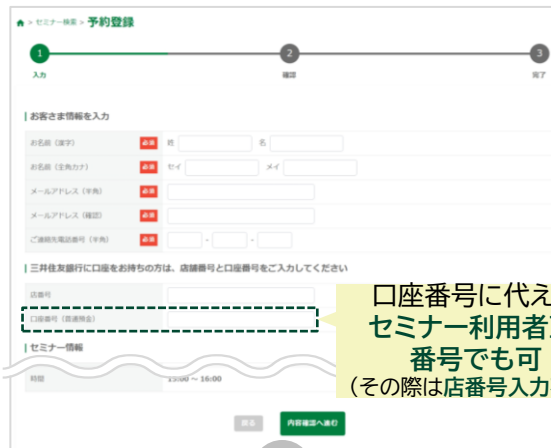 > セミナー検索 > 予約登録
1
2
3
入力
確認
完了
お客さま情報を入力
お名前（漢字） 必須 姓 名
お名前（全角カナ） 必須 セイ メイ
メールアドレス（半角） 必須
メールアドレス（確認） 必須
ご連絡先電話番号（半角） 必須 - -
三井住友銀行に口座をお持ちの方は、店舗番号と口座番号をご入力してください
店番号
口座番号（普通預金）
口座番号に代え
セミナー利用者
番号でも可
（その際は店番号入力
セミナー情報
時間 15:00 ～ 16:00
戻る 内容確認へ進む